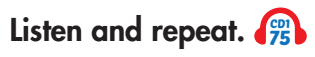 Listen and repeat. CD1
75